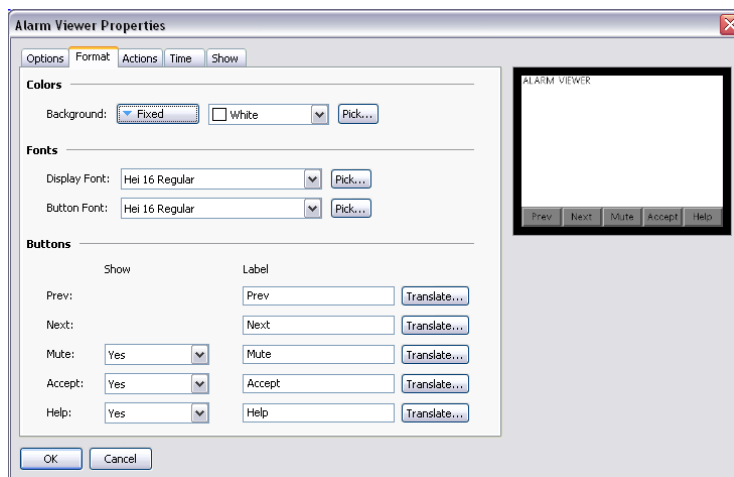 Alarm Viewer Properties
Options Format Actions Time Show
Colors
Background: Fixed White Pick...
Fonts
Display Font: Hei 16 Regular Pick...
Button Font: Hei 16 Regular Pick...
Buttons
Show Label
Prev: Prev Translate...
Next: Next Translate...
Mute: Yes Mute Translate...
Accept: Yes Accept Translate...
Help: Yes Help Translate...
OK Cancel
ALARM VIEWER
Prev Next Mute Accept Help